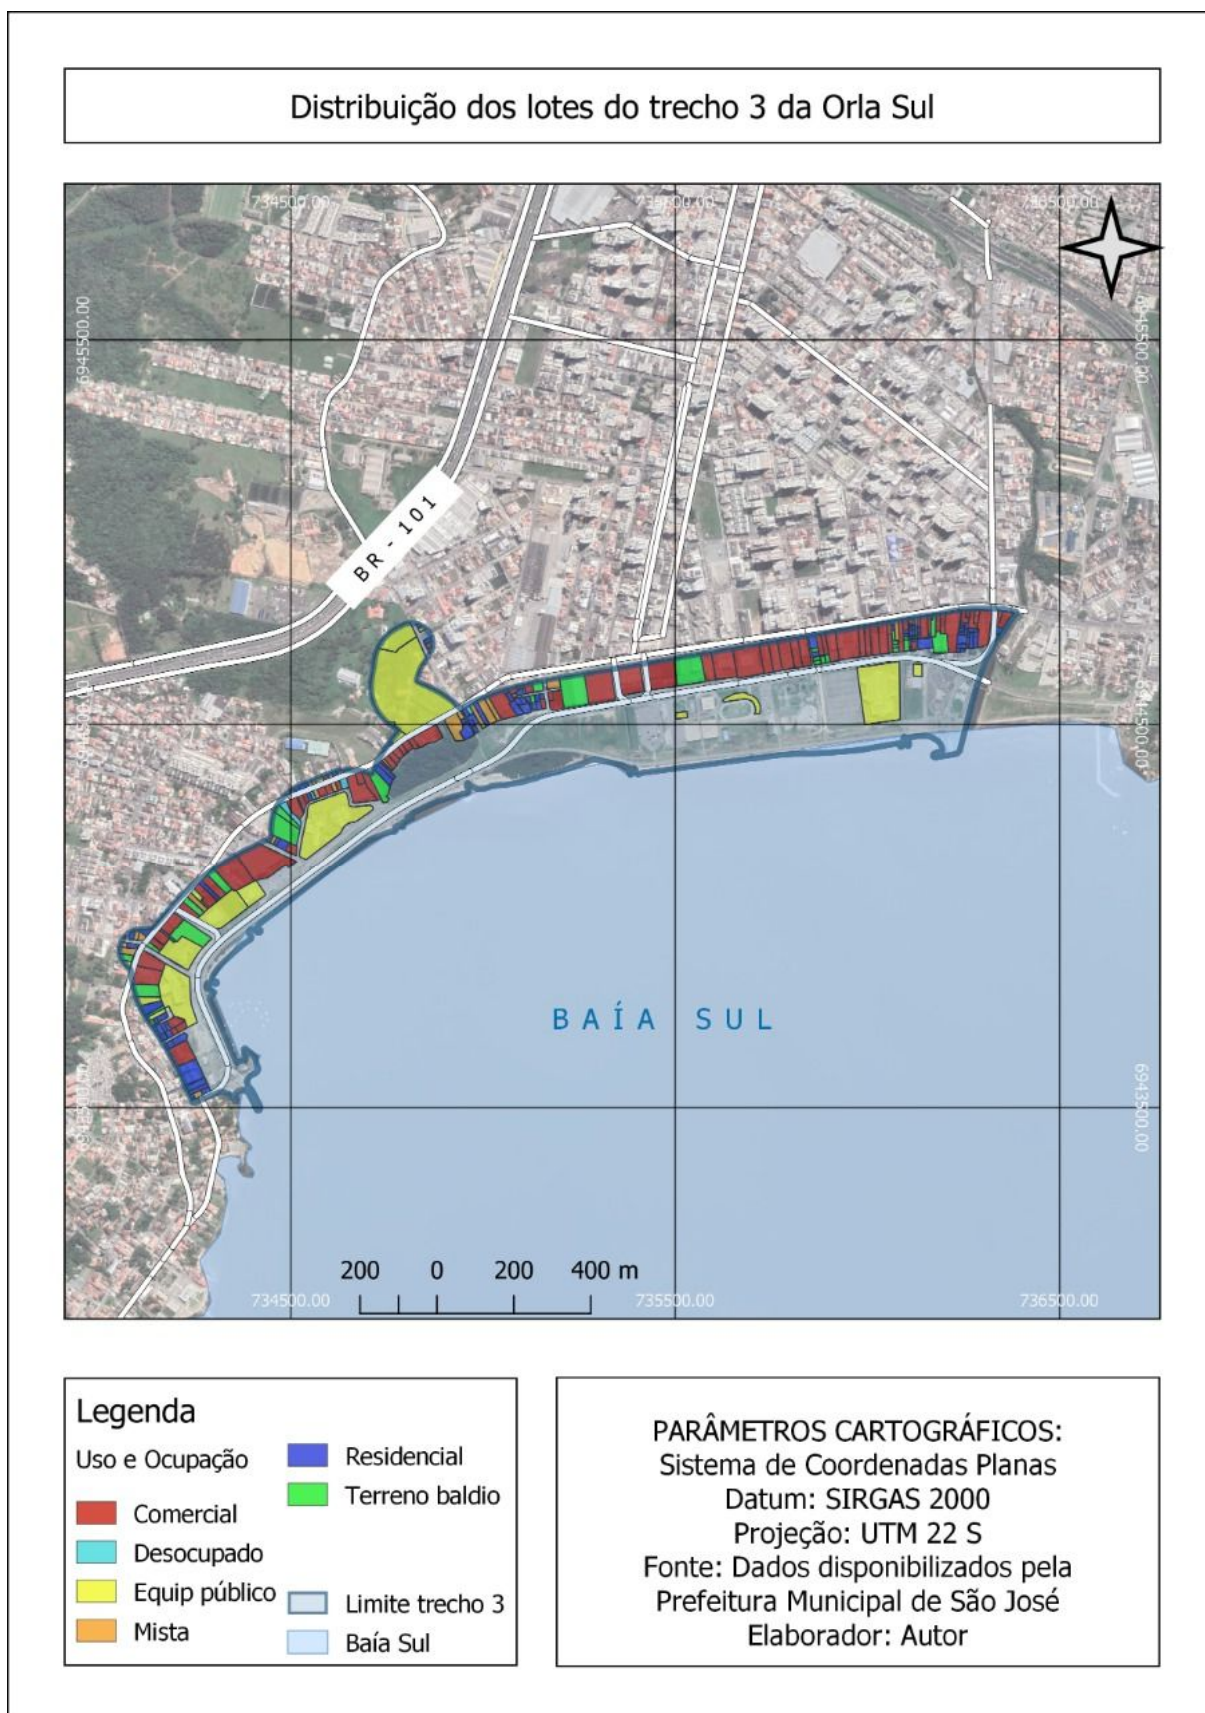 Distribuição dos lotes do trecho 3 da Orla Sul
734500.00
736500.00
6945500.00
6945500.00
BR - 101
6944500.00
BAÍA SUL
6943500.00
200 0 200 400 m
734500.00
735500.00
736500.00
Legenda
Uso e Ocupação
Comercial
Desocupado
Equip público
Mista
Residencial
Terreno baldio
Limite trecho 3
Baía Sul
PARÂMETROS CARTOGRÁFICOS:
Sistema de Coordenadas Planas
Datum: SIRGAS 2000
Projeção: UTM 22 S
Fonte: Dados disponibilizados pela
Prefeitura Municipal de São José
Elaborador: Autor